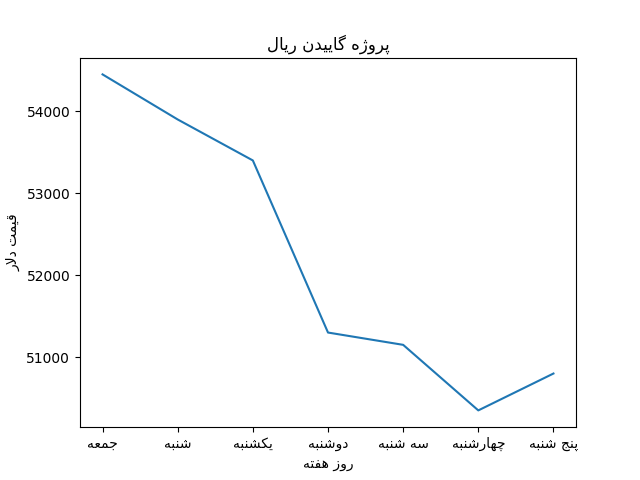 پروژه گاییدن ریال
54000
53000
52000
51000
قیمت دلار
جمعه شنبه یکشنبه دوشنبه سه شنبه چهارشنبه پنج شنبه
روز هفته